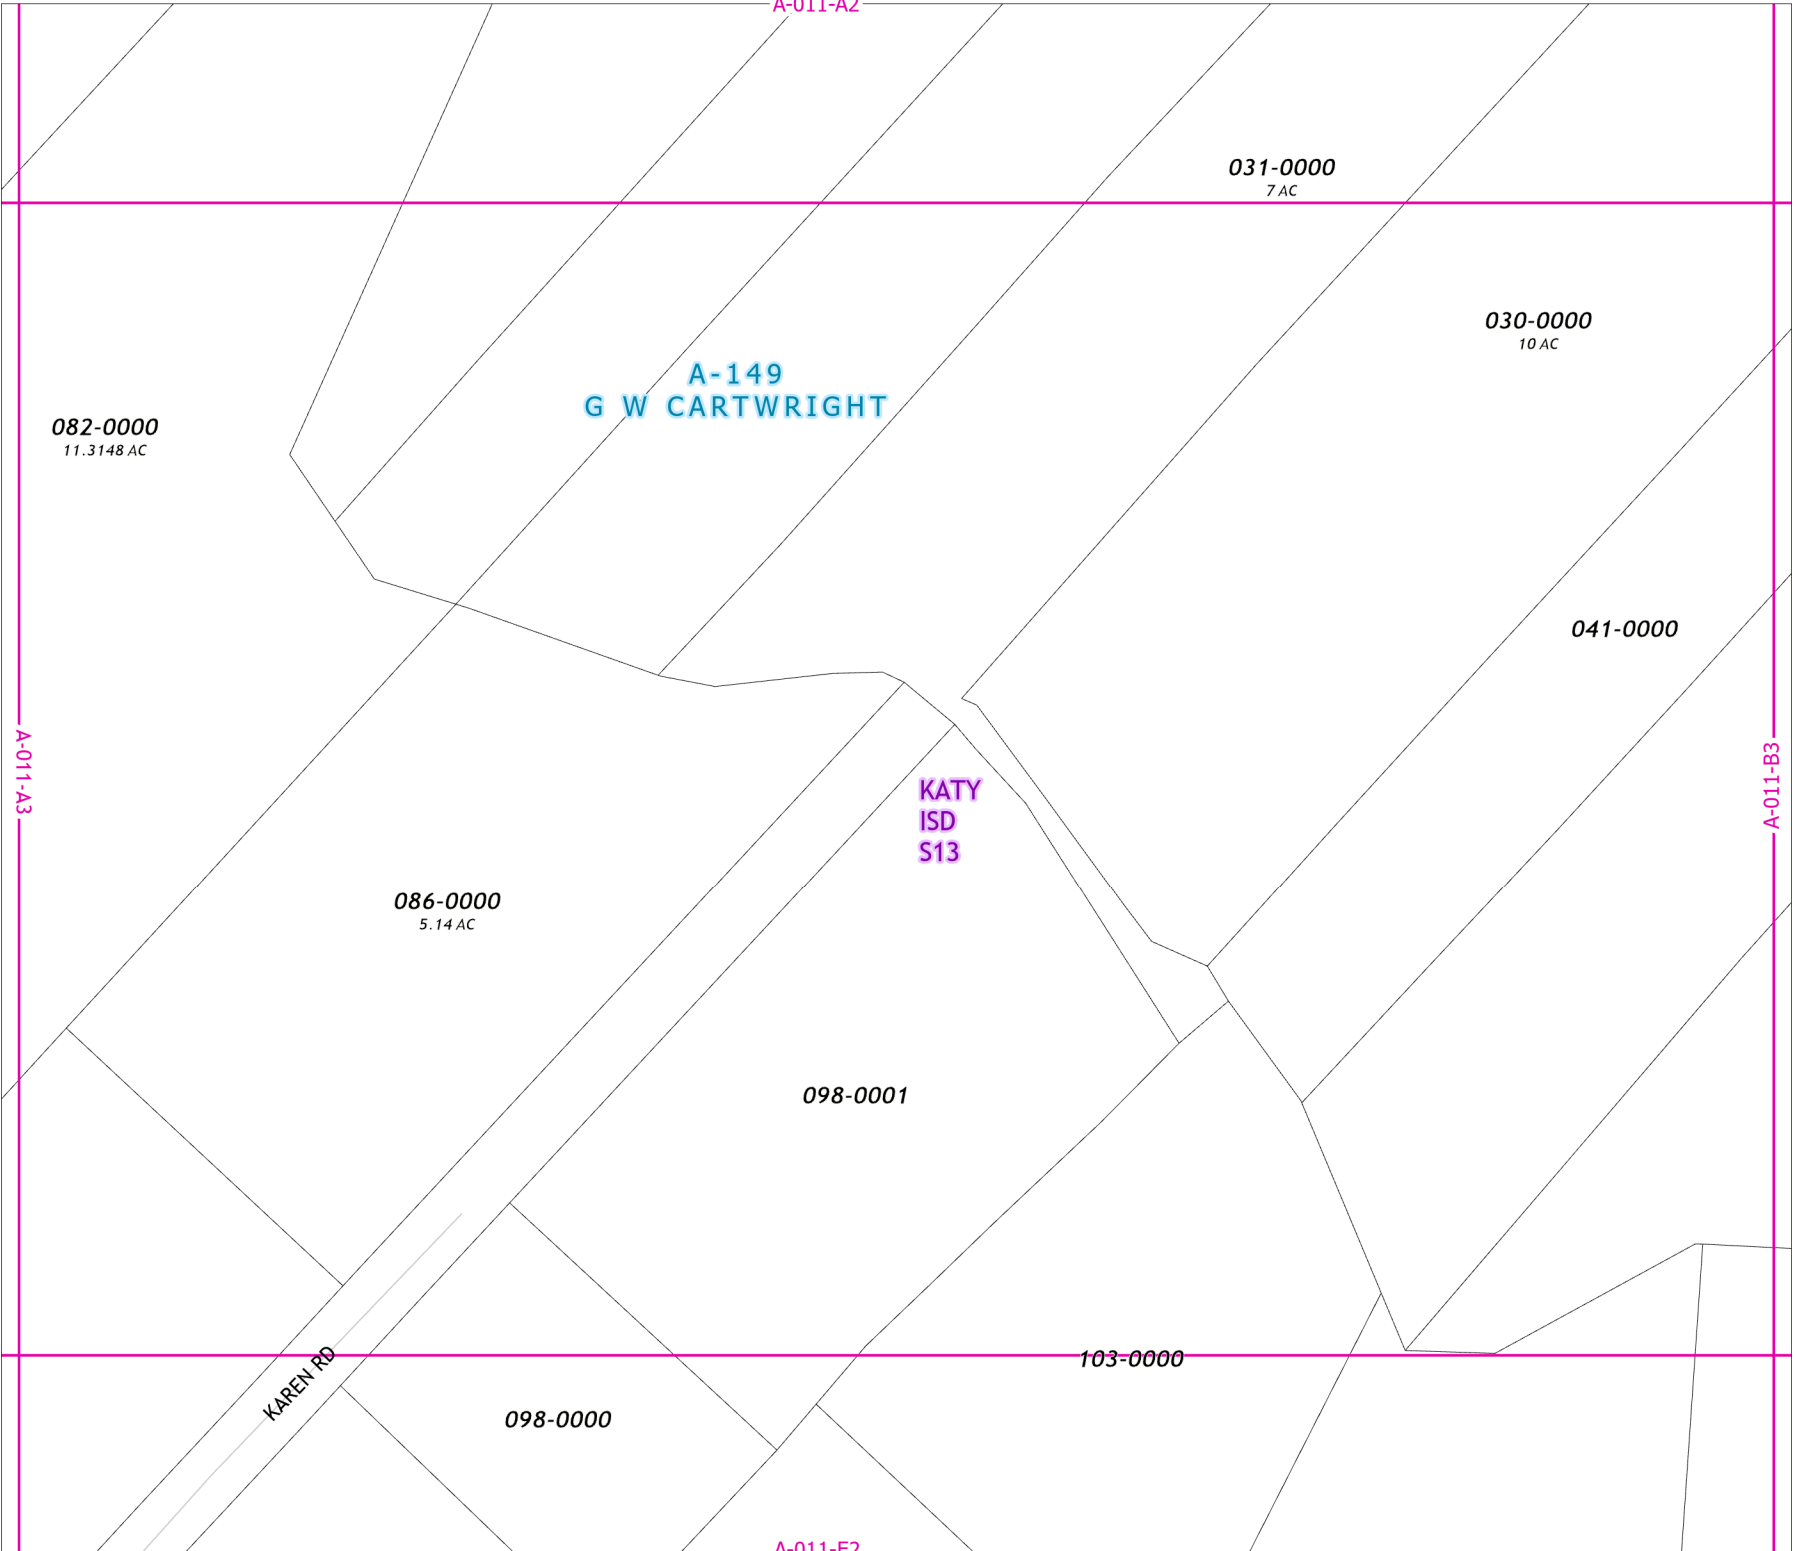 A-011-A2
031-0000
7 AC
030-0000
10 AC
A-149
G W CARTWRIGHT
082-0000
11.3148 AC
041-0000
A-011-A3
A-011-B3
KATY
ISD
S13
086-0000
5.14 AC
098-0001
KAREN RD
103-0000
098-0000